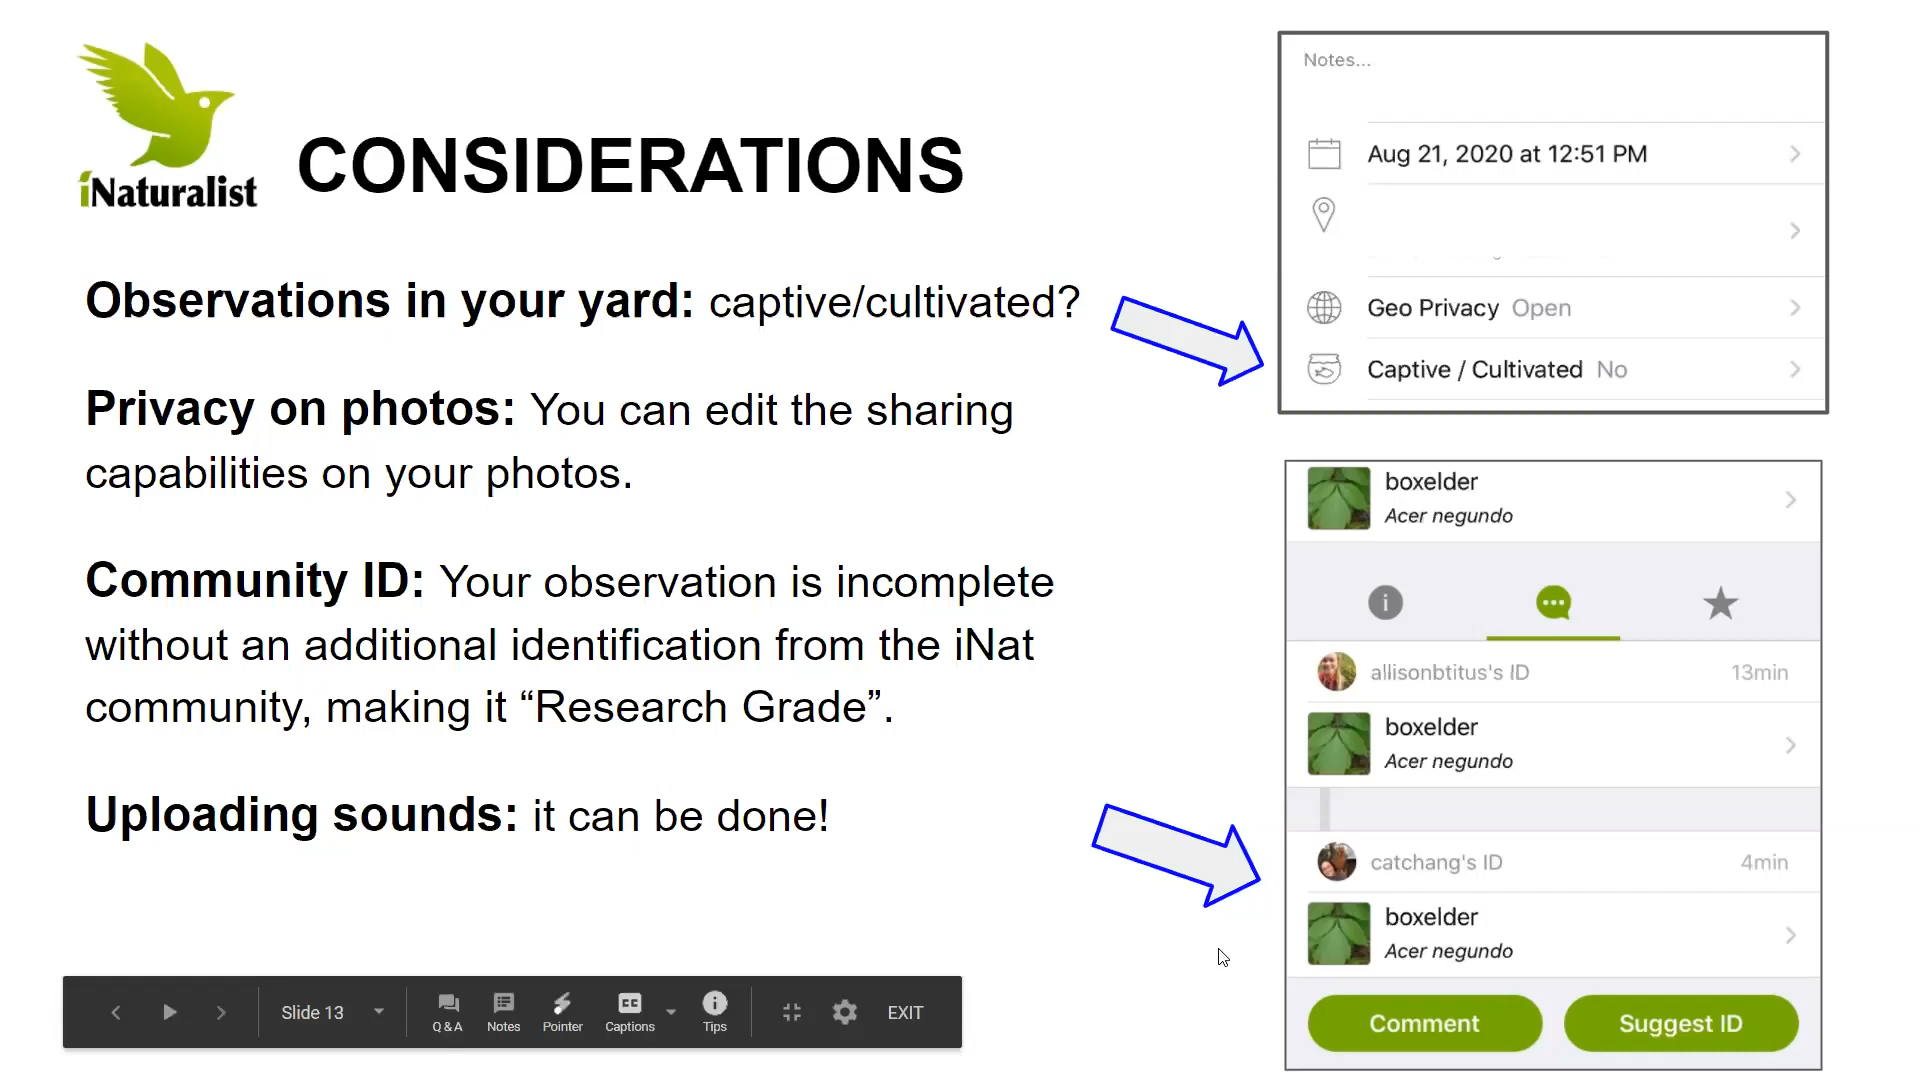 iNaturalist
CONSIDERATIONS
Observations in your yard: captive/cultivated?
Privacy on photos: You can edit the sharing
capabilities on your photos.
Community ID: Your observation is incomplete
without an additional identification from the iNat
community, making it “Research Grade”.
Uploading sounds: it can be done!
Notes...
Aug 21, 2020 at 12:51 PM
Geo Privacy Open
Captive / Cultivated No
boxelder
Acer negundo
allisonbtitus's ID 13min
boxelder
Acer negundo
catchang's ID 4min
boxelder
Acer negundo
Comment Suggest ID
Slide 13 Q & A Notes Pointer Captions Tips EXIT